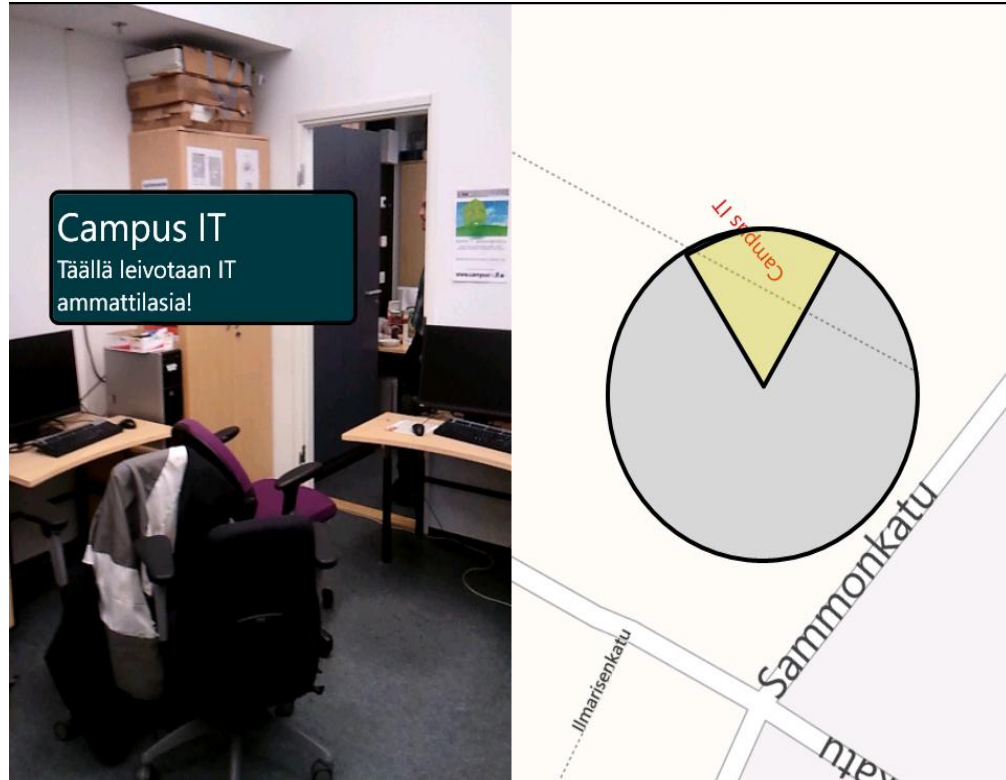 Campus IT
Täällä leivotaan IT
ammattilasia!
Campus IT
Sammonkatu
Ilmarisenkatu